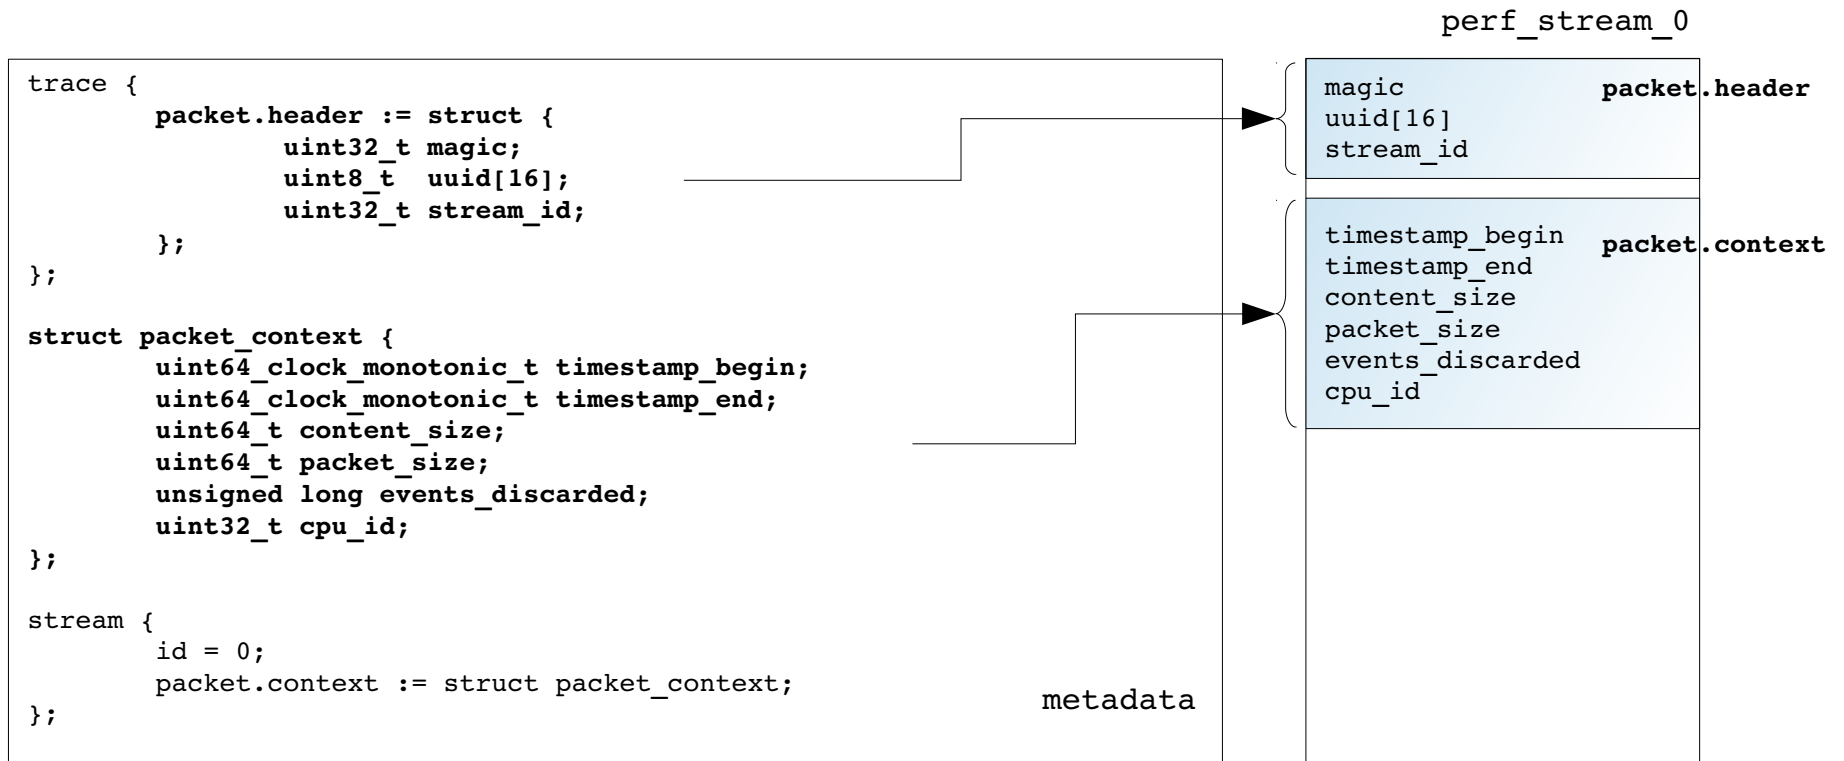 perf_stream_0
trace {
packet.header := struct {
uint32_t magic;
uint8_t  uuid[16];
uint32_t stream_id;
};
};
struct packet_context {
uint64_clock_monotonic_t timestamp_begin;
uint64_clock_monotonic_t timestamp_end;
uint64_t content_size;
uint64_t packet_size;
unsigned long events_discarded;
uint32_t cpu_id;
};
stream {
id = 0;
packet.context := struct packet_context;
};
metadata
magic packet.header
uuid[16]
stream_id
timestamp_begin packet.context
timestamp_end
content_size
packet_size
events_discarded
cpu_id